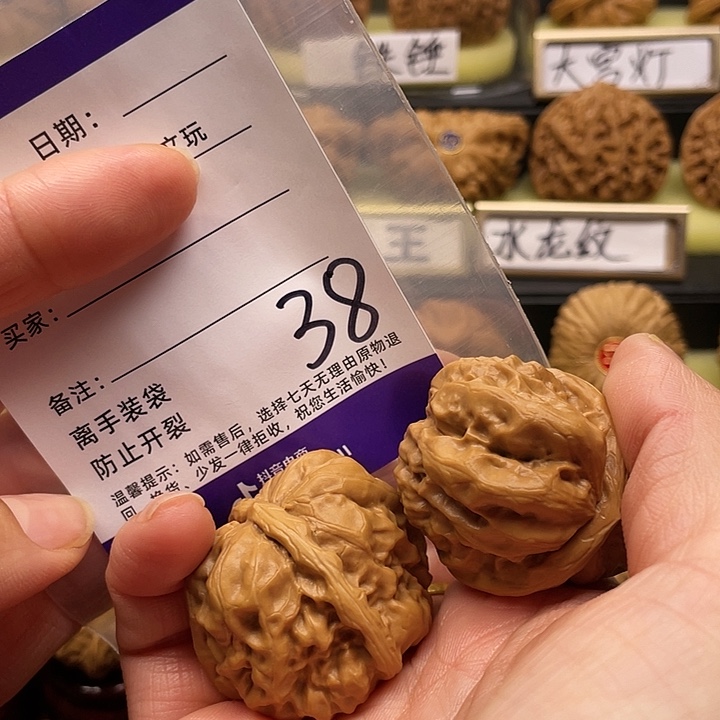 日期：
文玩
买家：
38
备注：
离手装袋
防止开裂
温馨提示：如需售后，选择七天无理由原物退
回、换货、少发一律拒收，祝您生活愉快！
抖音电商
铁锤
大宫灯
王
水龙纹